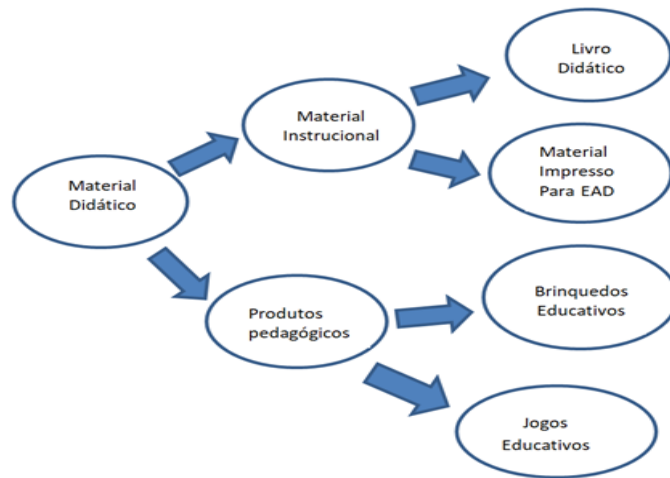 Material
Didático
Material
Instrucional
Livro
Didático
Material
Impresso
Para EAD
Produtos
pedagógicos
Brinquedos
Educativos
Jogos
Educativos